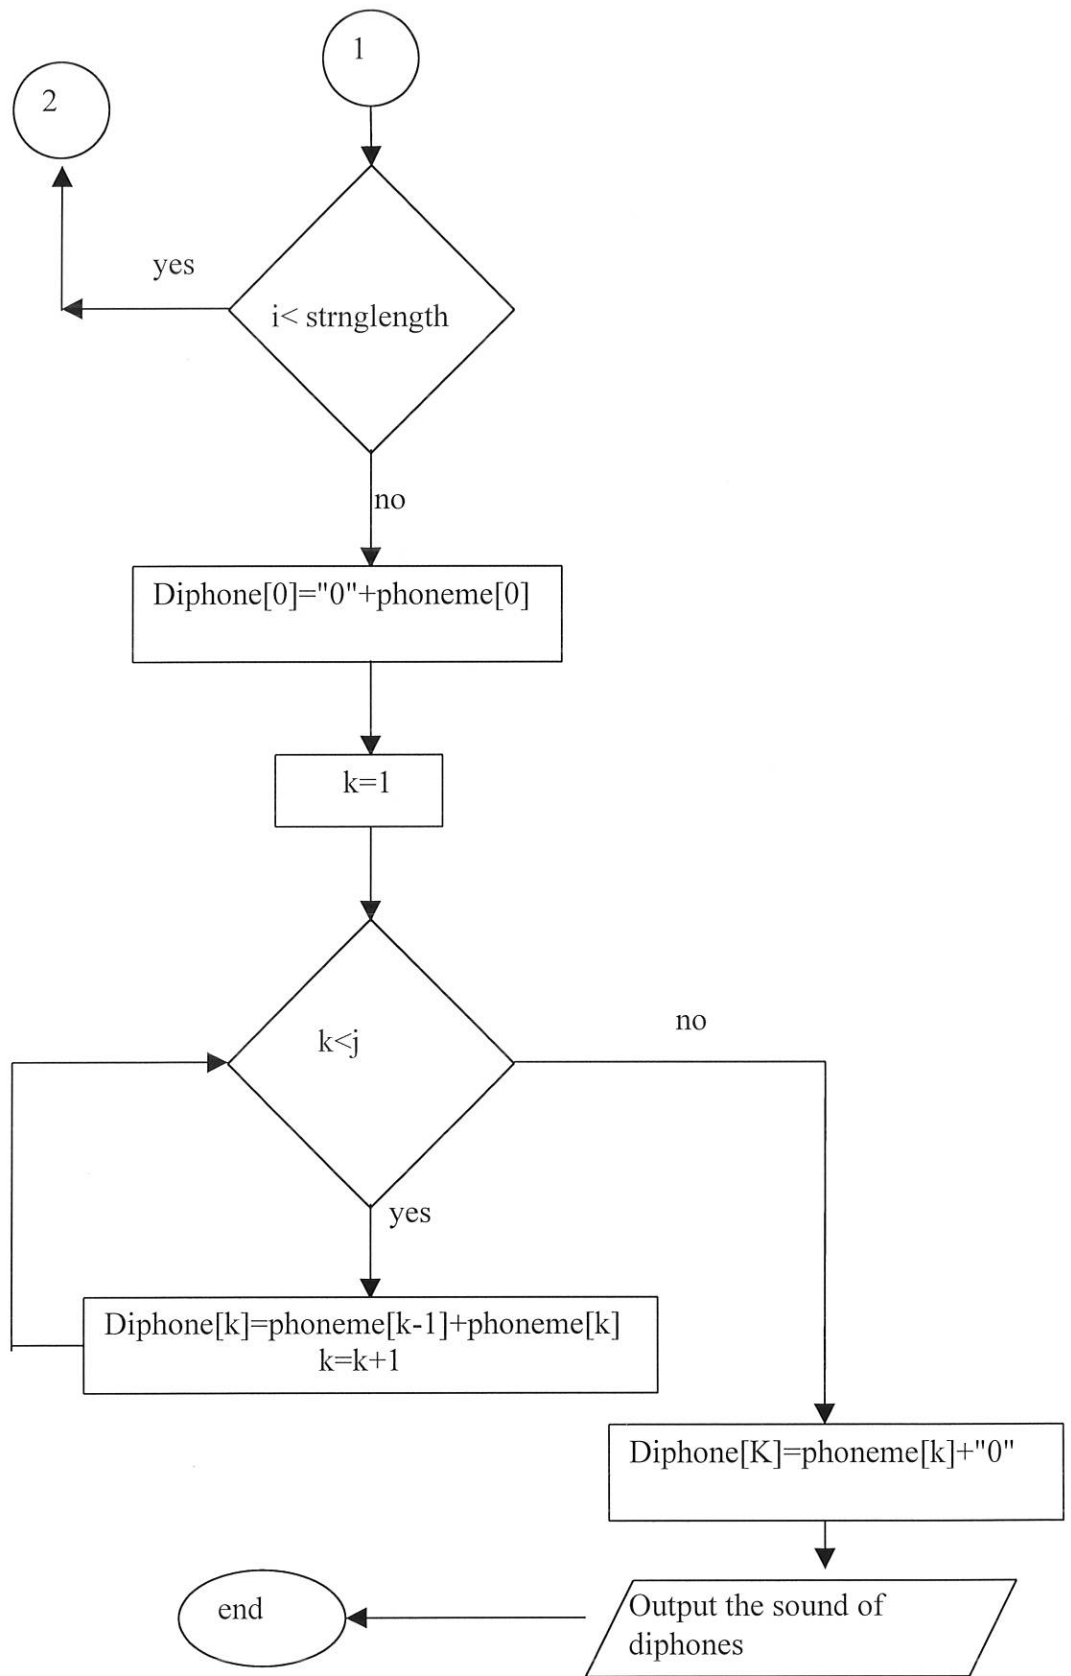 1
2
yes
i< strnglength
no
Diphone[0]="0"+phoneme[0]
k=1
k<j
no
yes
Diphone[k]=phoneme[k-1]+phoneme[k]
k=k+1
Diphone[K]=phoneme[k]+"0"
Output the sound of
diphones
end